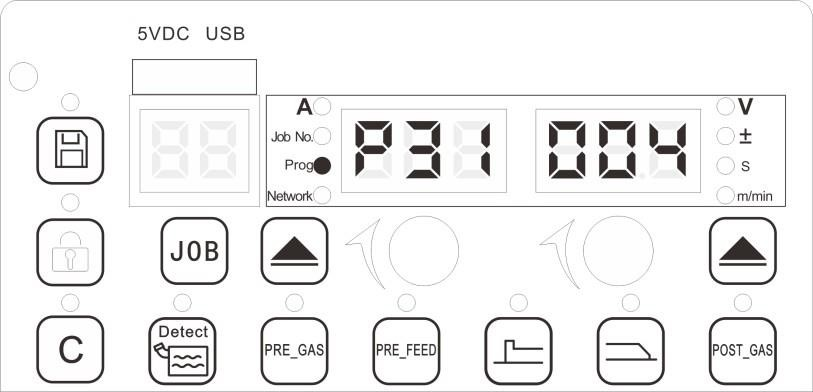 5VDC USB
A
V
Job No.
P31
004
±
Prog
S
Network
m/min
JOB
C
Detect
PRE_GAS
PRE_FEED
POST_GAS